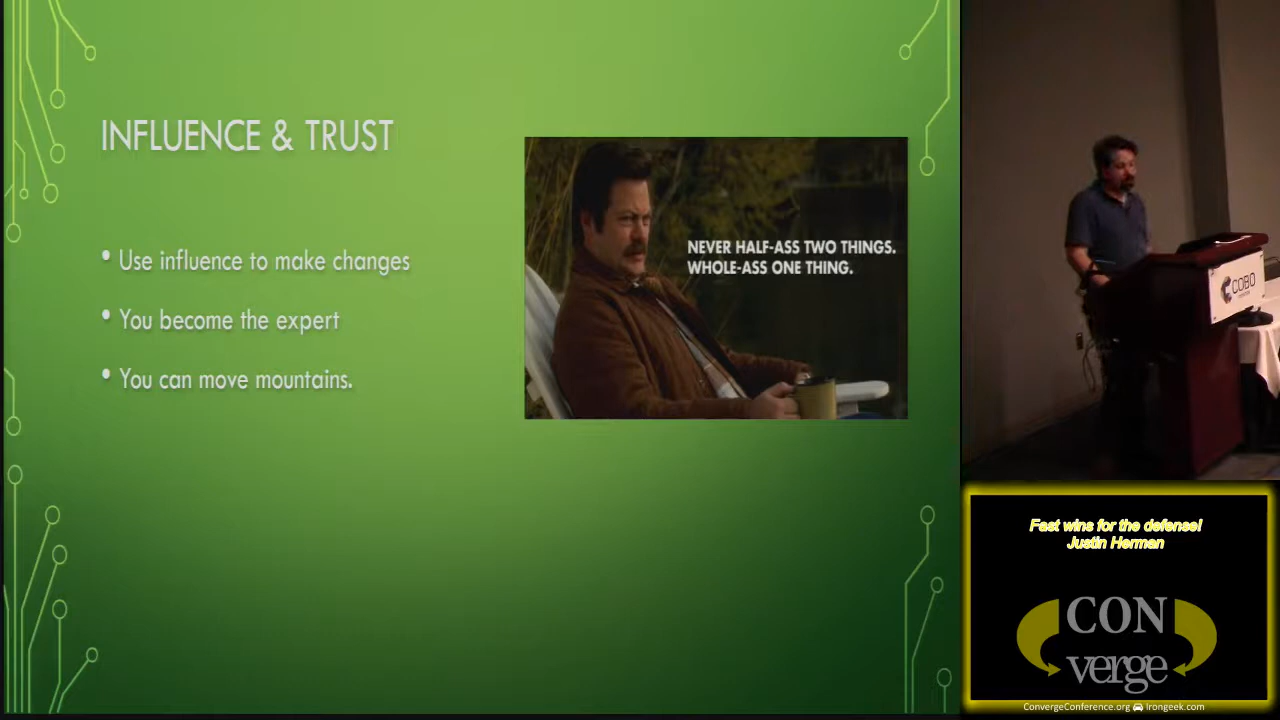 INFLUENCE & TRUST
• Use influence to make changes
• You become the expert
• You can move mountains.
NEVER HALF-ASS TWO THINGS.
WHOLE-ASS ONE THING.
COBO
Fast wins for the defense!
Justin Herman
CON
verge
ConvergeConference.org Irongeek.com